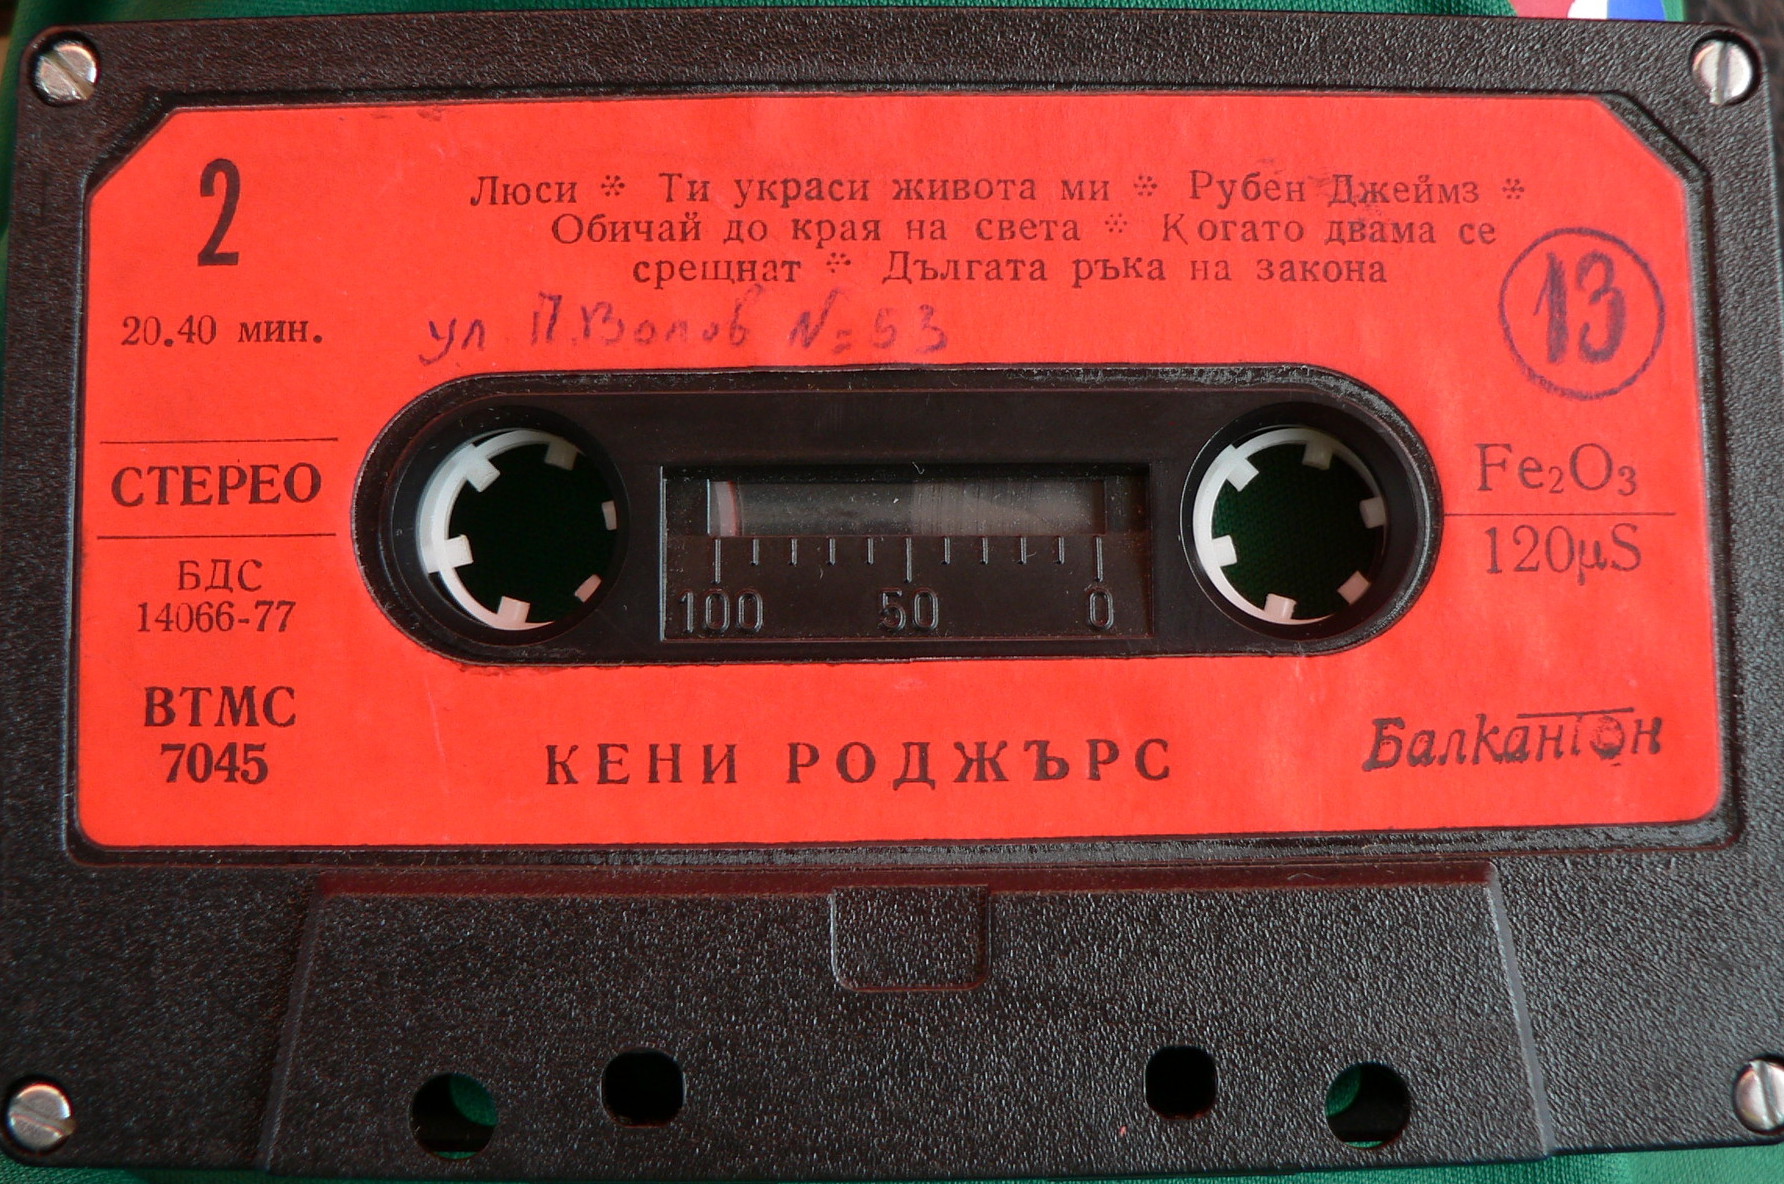 2
Люси * Ти украси живота ми * Рубен Джеймз *
Обичай до края на света * Когато двама се
срещнат * Дългата ръка на закона
20.40 мин.
ул. П. Волов № 53
13
СТЕРЕО
Fe₂O₃
120μS
БДС
14066-77
100 50 0
ВТМС
7045
КЕНИ РОДЖЪРС
Балкантон